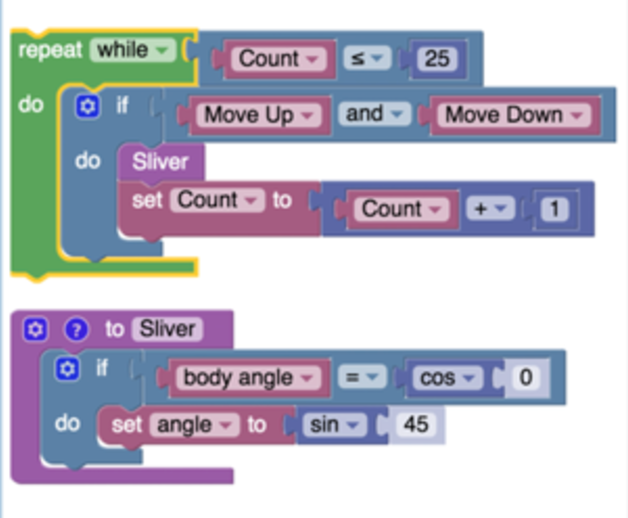 repeat while Count ≤ 25
do if Move Up and Move Down
do Sliver
set Count to Count + 1
? to Sliver
if body angle = cos 0
do set angle to sin 45